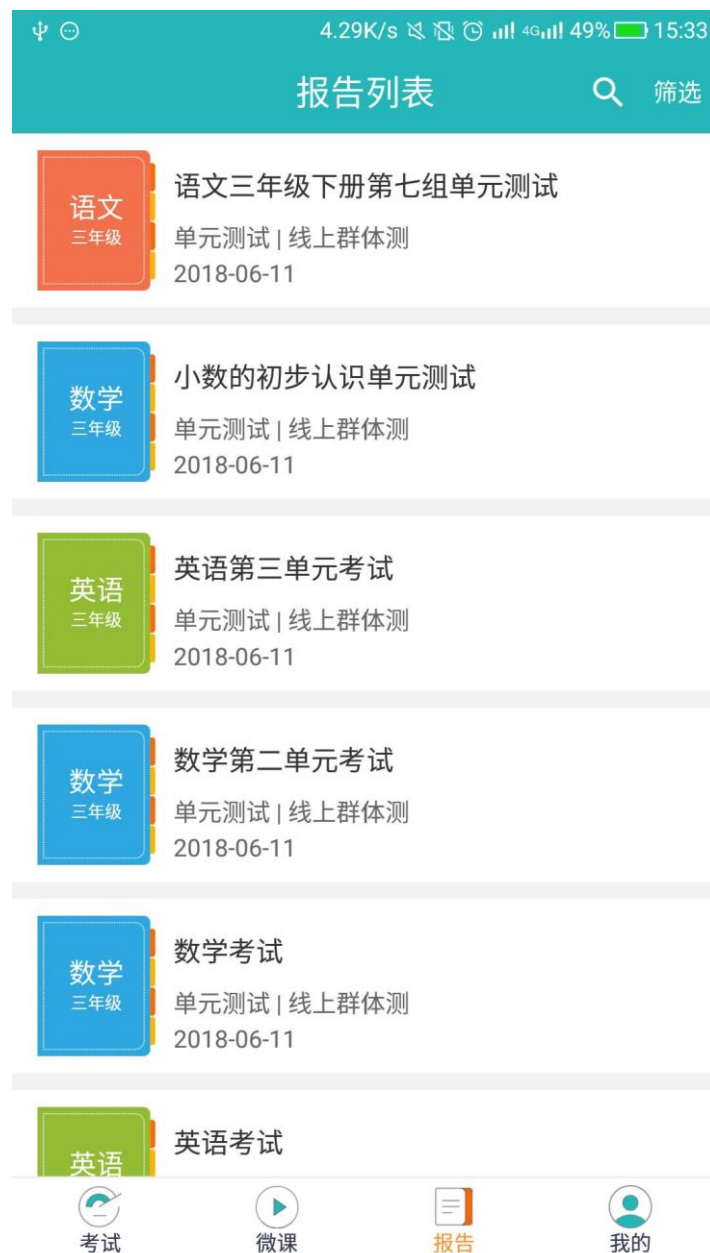 4.29K/s 4G 49% 15:33
报告列表 筛选
语文
三年级
语文三年级下册第七组单元测试
单元测试 | 线上群体测
2018-06-11
数学
三年级
小数的初步认识单元测试
单元测试 | 线上群体测
2018-06-11
英语
三年级
英语第三单元考试
单元测试 | 线上群体测
2018-06-11
数学
三年级
数学第二单元考试
单元测试 | 线上群体测
2018-06-11
数学
三年级
数学考试
单元测试 | 线上群体测
2018-06-11
英语
英语考试
考试 微课 报告 我的